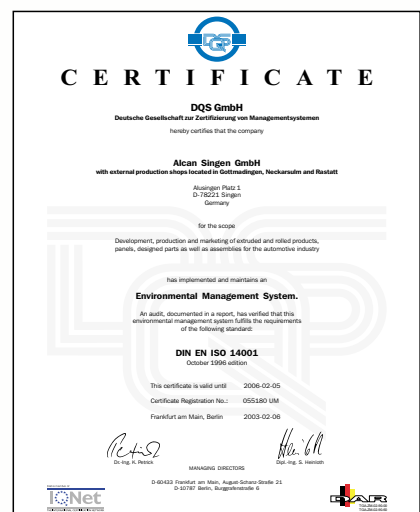 DQS
CERTIFICATE
DQS GmbH
Deutsche Gesellschaft zur Zertifizierung von Managementsystemen
hereby certifies that the company
Alcan Singen GmbH
with external production shops located in Gottmadingen, Neckarsulm and Rastatt
Alusingen Platz 1
D-78221 Singen
Germany
for the scope
Development, production and marketing of extruded and rolled products,
panels, designed parts as well as assemblies for the automotive industry
has implemented and maintains an
Environmental Management System.
An audit, documented in a report, has verified that this
environmental management system fulfills the requirements
of the following standard:
DIN EN ISO 14001
October 1996 edition
This certificate is valid until 2006-02-05
Certificate Registration No.: 055180 UM
Frankfurt am Main, Berlin 2003-02-06
Dr.-Ing. K. Petrick Dipl.-Ing. S. Heinloth
MANAGING DIRECTORS
D-60433 Frankfurt am Main, August-Schanz-Straße 21
D-10787 Berlin, Burggrafenstraße 6
IQNet
DAR